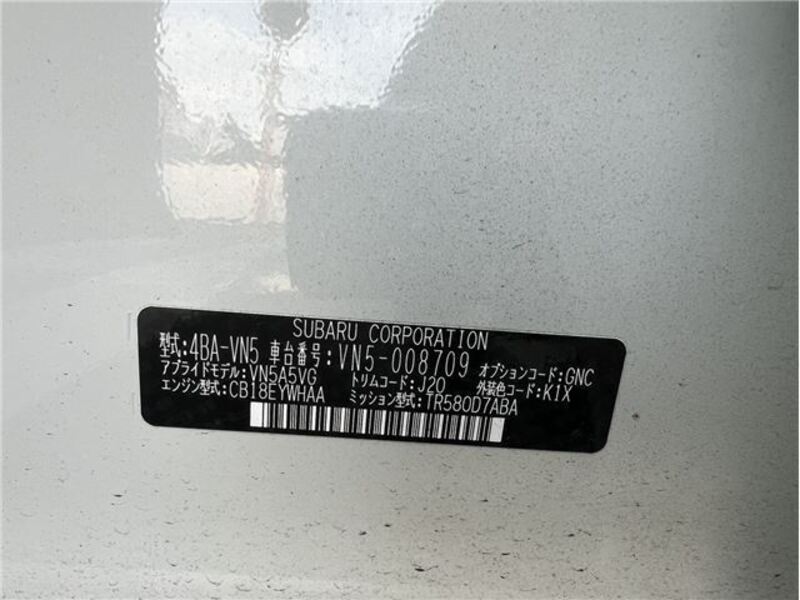 SUBARU CORPORATION
型式:4BA-VN5 車台番号:VN5-008709 オプションコード:GNC
アプライドモデル:VN5A5VG トリムコード:J20 外装色コード:K1X
エンジン型式:CB18EYWHAA ミッション型式:TR580D7ABA